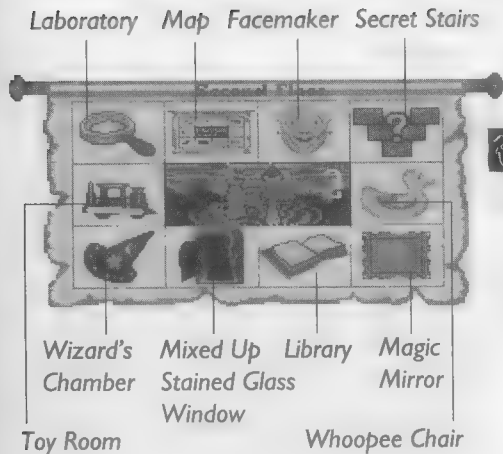 Laboratory Map Facemaker Secret Stairs
Second Floor
Wizard's Chamber
Mixed Up Stained Glass Window
Library
Magic Mirror
Toy Room
Whoopee Chair